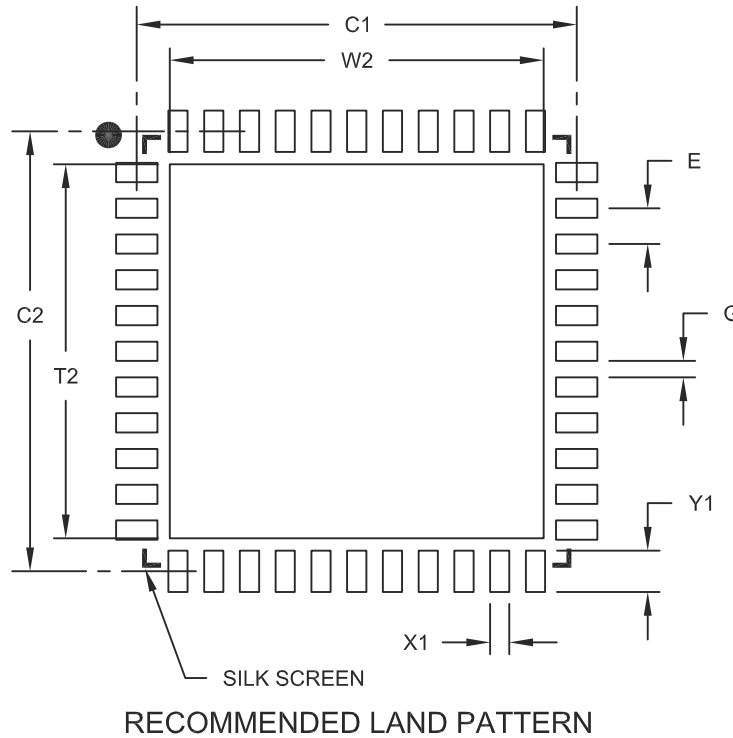 C1
W2
E
C2
G
T2
Y1
X1
SILK SCREEN
RECOMMENDED LAND PATTERN